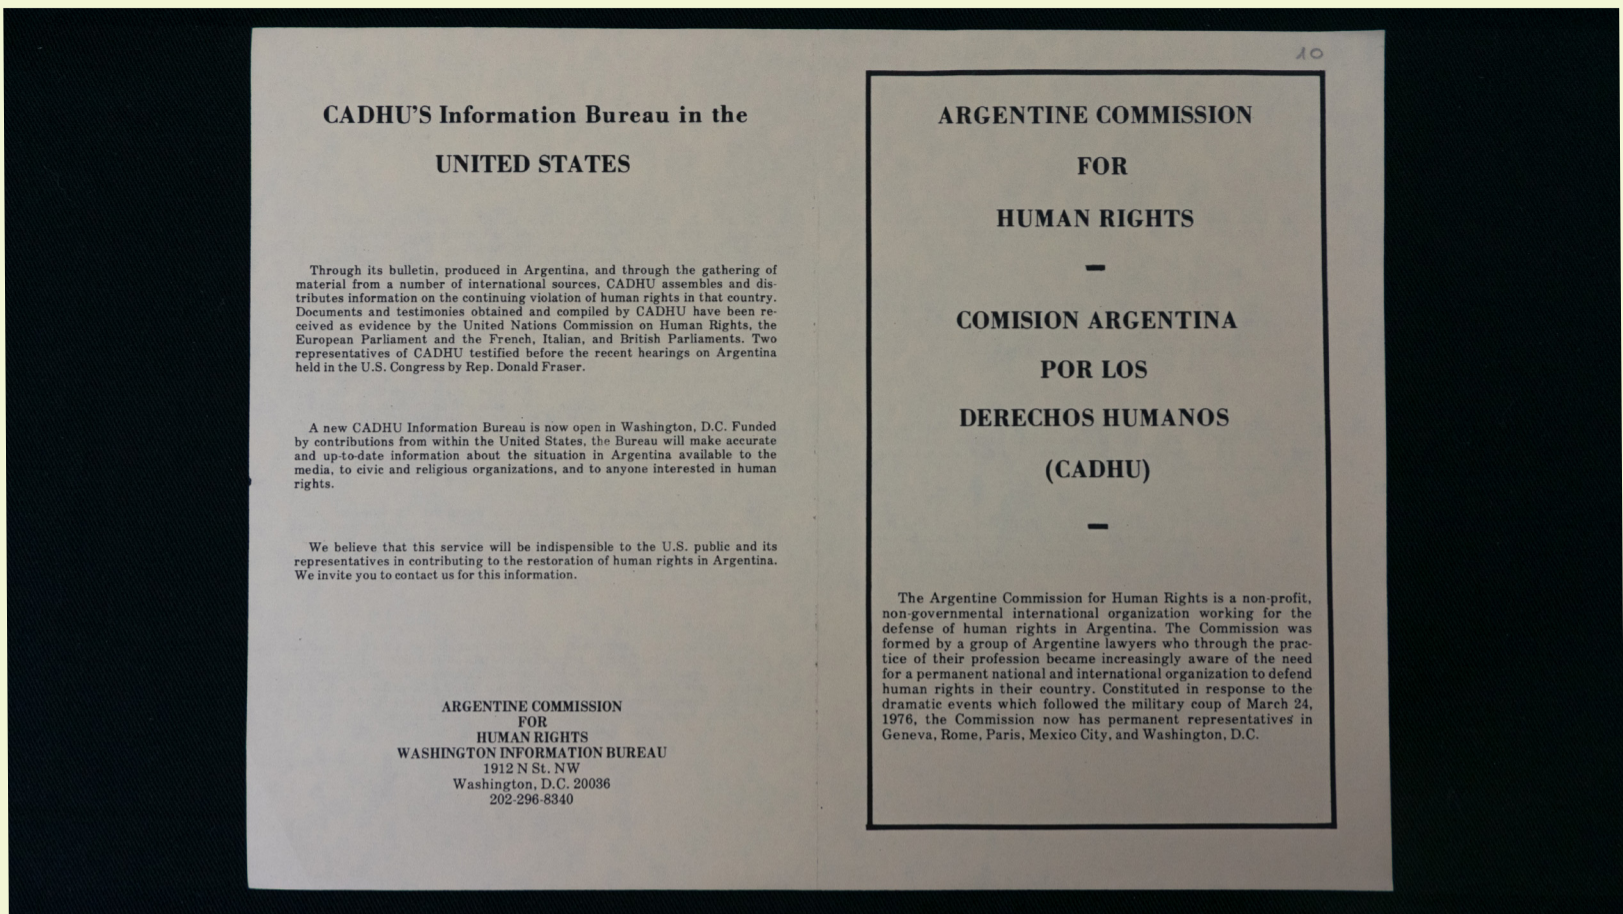 CADHU'S Information Bureau in the
UNITED STATES
Through its bulletin, produced in Argentina, and through the gathering of
material from a number of international sources, CADHU assembles and dis-
tributes information on the continuing violation of human rights in that country.
Documents and testimonies obtained and compiled by CADHU have been re-
ceived as evidence by the United Nations Commission on Human Rights, the
European Parliament and the French, Italian, and British Parliaments. Two
representatives of CADHU testified before the recent hearings on Argentina
held in the U.S. Congress by Rep. Donald Fraser.
A new CADHU Information Bureau is now open in Washington, D.C. Funded
by contributions from within the United States, the Bureau will make accurate
and up-to-date information about the situation in Argentina available to the
media, to civic and religious organizations, and to anyone interested in human
rights.
We believe that this service will be indispensible to the U.S. public and its
representatives in contributing to the restoration of human rights in Argentina.
We invite you to contact us for this information.
ARGENTINE COMMISSION
FOR
HUMAN RIGHTS
WASHINGTON INFORMATION BUREAU
1912 N St. NW
Washington, D.C. 20036
202-296-8340
10
ARGENTINE COMMISSION
FOR
HUMAN RIGHTS
—
COMISION ARGENTINA
POR LOS
DERECHOS HUMANOS
(CADHU)
—
The Argentine Commission for Human Rights is a non-profit,
non-governmental international organization working for the
defense of human rights in Argentina. The Commission was
formed by a group of Argentine lawyers who through the prac-
tice of their profession became increasingly aware of the need
for a permanent national and international organization to defend
human rights in their country. Constituted in response to the
dramatic events which followed the military coup of March 24,
1976, the Commission now has permanent representatives in
Geneva, Rome, Paris, Mexico City, and Washington, D.C.